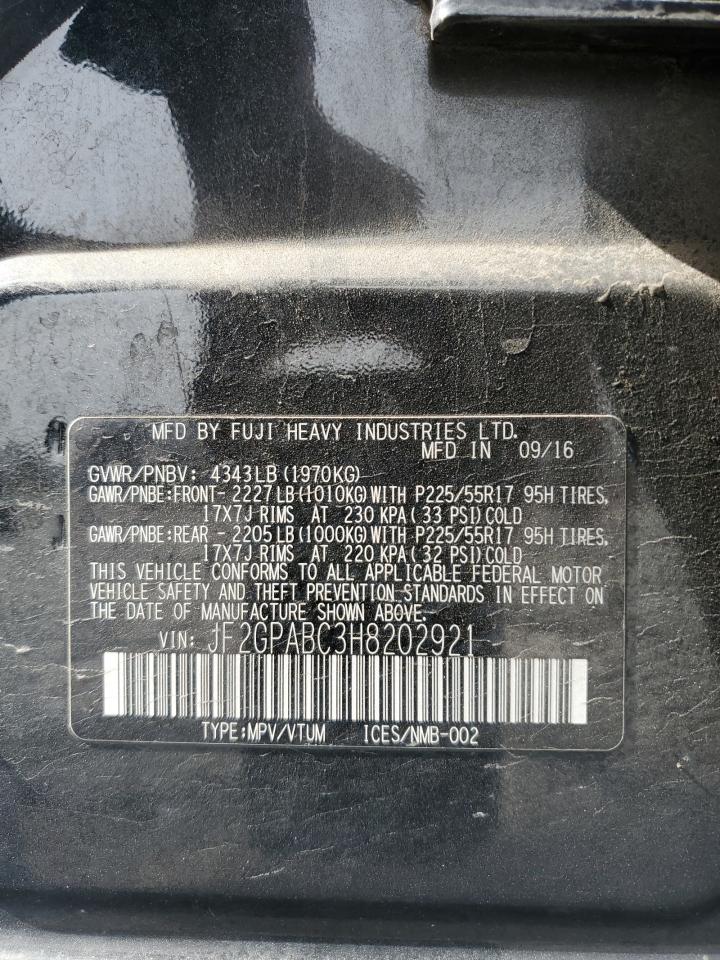 MFD BY FUJI HEAVY INDUSTRIES LTD.
MFD IN 09/16
GVWR/PNBV: 4343LB(1970KG)
GAWR/PNBE:FRONT- 2227LB(1010KG)WITH P225/55R17 95H TIRES,
17X7J RIMS AT 230 KPA(33 PSI)COLD
GAWR/PNBE:REAR - 2205LB(1000KG)WITH P225/55R17 95H TIRES,
17X7J RIMS AT 220 KPA(32 PSI)COLD
THIS VEHICLE CONFORMS TO ALL APPLICABLE FEDERAL MOTOR
VEHICLE SAFETY AND THEFT PREVENTION STANDARDS IN EFFECT ON
THE DATE OF MANUFACTURE SHOWN ABOVE.
VIN: JF2GPABC3H8202921
TYPE:MPV/VTUM ICES/NMB-002